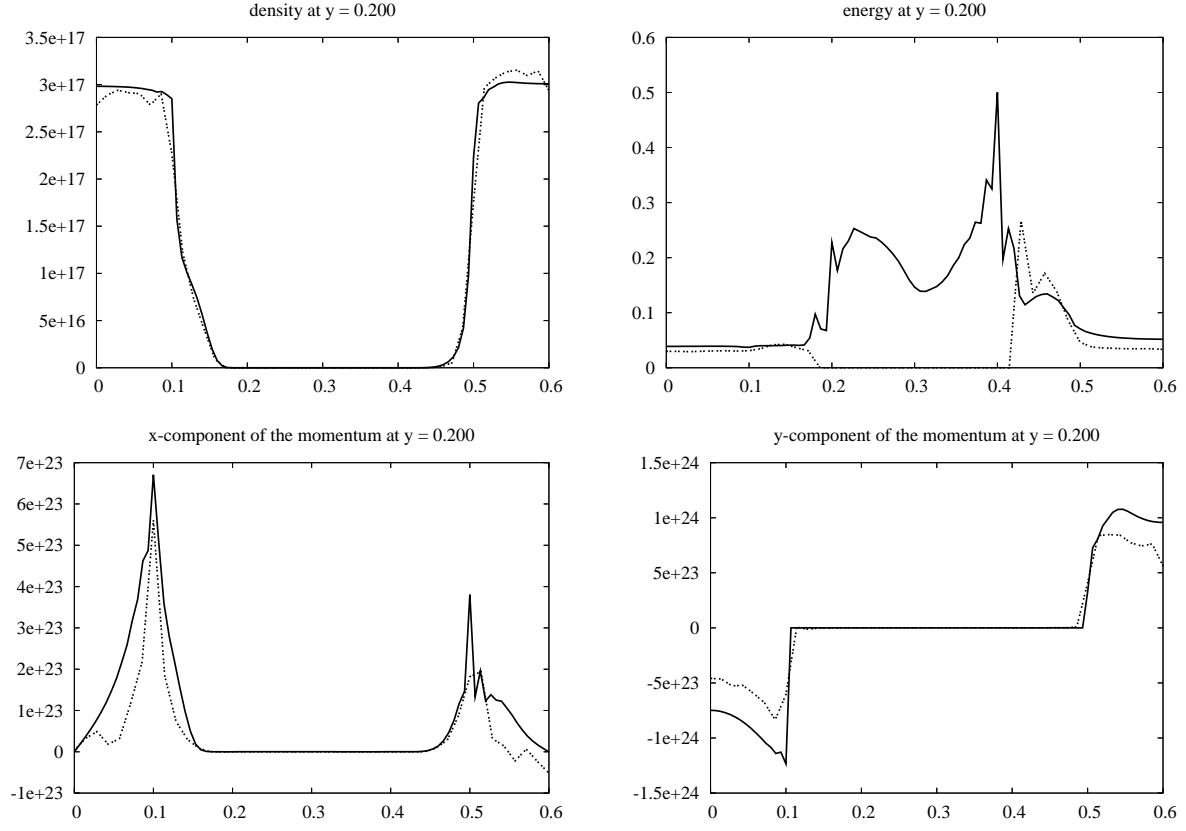 density at y = 0.200
3.5e+17
3e+17
2.5e+17
2e+17
1.5e+17
1e+17
5e+16
0
0 0.1 0.2 0.3 0.4 0.5 0.6
energy at y = 0.200
0.6
0.5
0.4
0.3
0.2
0.1
0
0 0.1 0.2 0.3 0.4 0.5 0.6
x-component of the momentum at y = 0.200
7e+23
6e+23
5e+23
4e+23
3e+23
2e+23
1e+23
0
-1e+23
0 0.1 0.2 0.3 0.4 0.5 0.6
y-component of the momentum at y = 0.200
1.5e+24
1e+24
5e+23
0
-5e+23
-1e+24
-1.5e+24
0 0.1 0.2 0.3 0.4 0.5 0.6